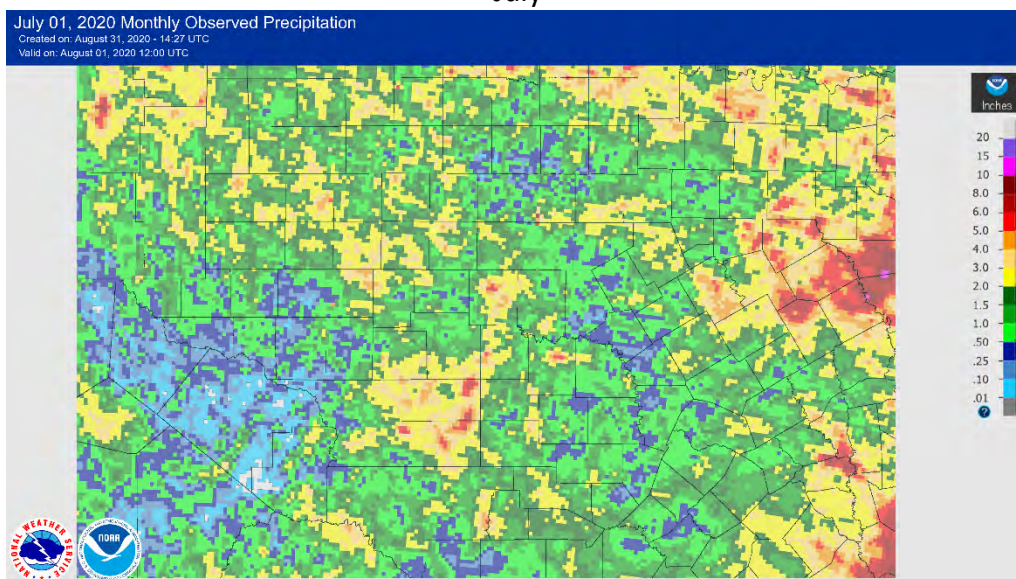 July 01, 2020 Monthly Observed Precipitation
Created on: August 31, 2020 - 14:27 UTC
Valid on: August 01, 2020 12:00 UTC
NOAA
Inches
20
15
10
8.0
6.0
5.0
4.0
3.0
2.0
1.5
1.0
.50
.25
.10
.01
?
NATIONAL WEATHER SERVICE
NOAA